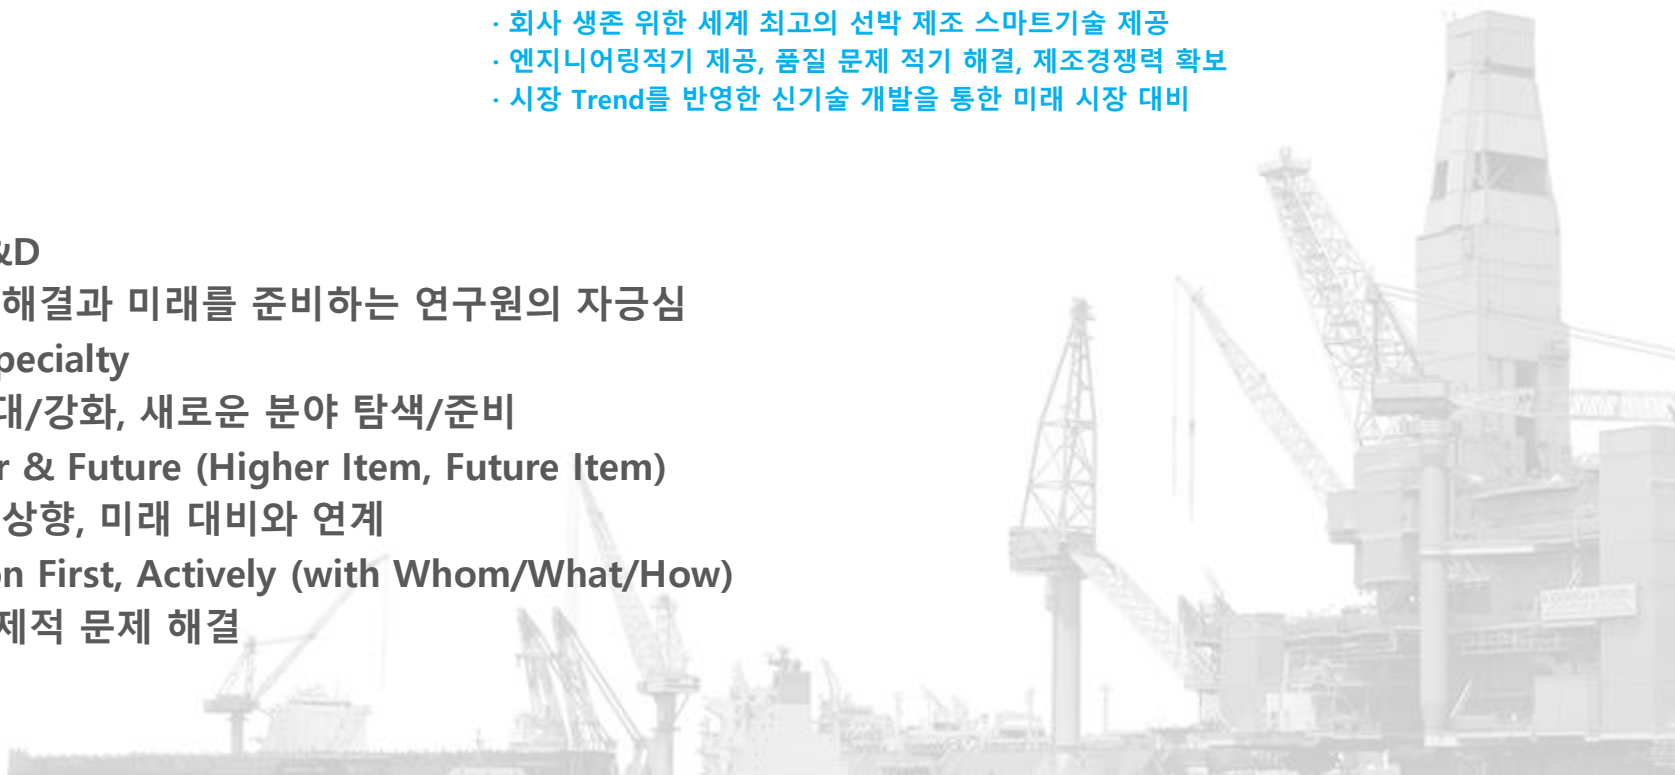 · 회사 생존 위한 세계 최고의 선박 제조 스마트기술 제공
· 엔지니어링적기 제공, 품질 문제 적기 해결, 제조경쟁력 확보
· 시장 Trend를 반영한 신기술 개발을 통한 미래 시장 대비
&D
해결과 미래를 준비하는 연구원의 자긍심
pecialty
대/강화, 새로운 분야 탐색/준비
r & Future (Higher Item, Future Item)
상향, 미래 대비와 연계
on First, Actively (with Whom/What/How)
제적 문제 해결